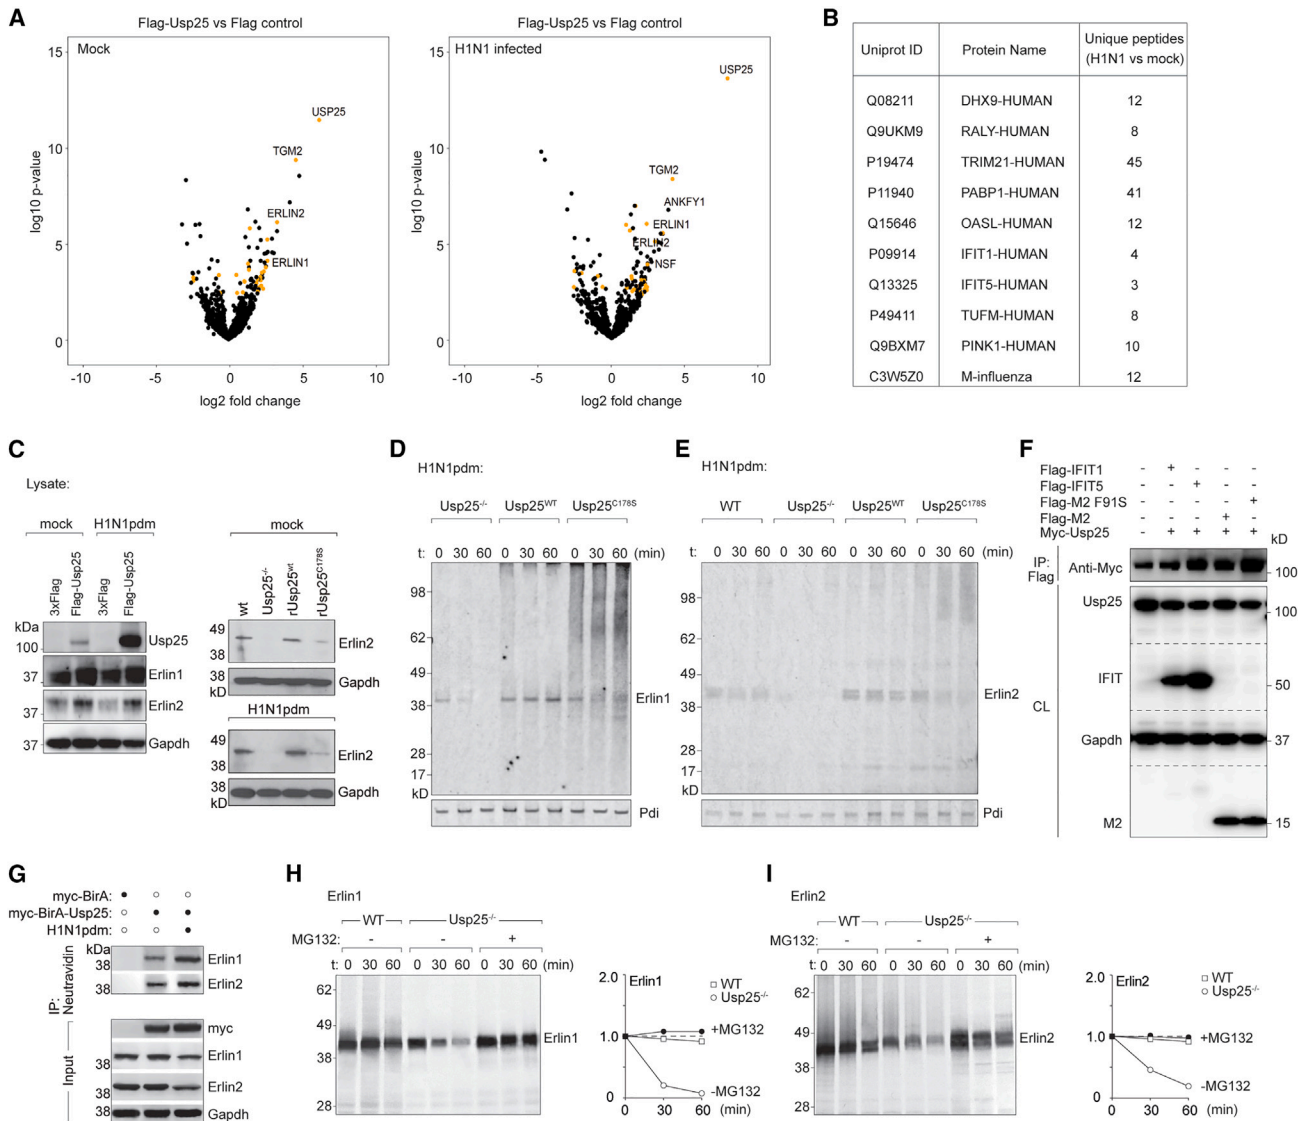 A
Flag-Usp25 vs Flag control
Mock
USP25
TGM2
ERLIN2
ERLIN1
15
10
5
0
log10 p-value
-10 -5 0 5 10
log2 fold change
Flag-Usp25 vs Flag control
H1N1 infected
USP25
TGM2
ANKFY1
ERLIN1
ERLIN2
NSF
15
10
5
0
log10 p-value
-10 -5 0 5 10
log2 fold change
B
Uniprot ID Protein Name Unique peptides
(H1N1 vs mock)
Q08211 DHX9-HUMAN 12
Q9UKM9 RALY-HUMAN 8
P19474 TRIM21-HUMAN 45
P11940 PABP1-HUMAN 41
Q15646 OASL-HUMAN 12
P09914 IFIT1-HUMAN 4
Q13325 IFIT5-HUMAN 3
P49411 TUFM-HUMAN 8
Q9BXM7 PINK1-HUMAN 10
C3W5Z0 M-influenza 12
C
Lysate:
mock H1N1pdm
3xFlag Flag-Usp25 3xFlag Flag-Usp25
kDa
100 Usp25
37 Erlin1
37 Erlin2
37 Gapdh
mock
wt Usp25-/- rUsp25wt rUsp25C178S
49
38 Erlin2
38
kD Gapdh
H1N1pdm
49
38 Erlin2
38
kD Gapdh
D
H1N1pdm:
Usp25-/- Usp25WT Usp25C178S
t: 0 30 60 0 30 60 0 30 60 (min)
98
62
49
38 Erlin1
28
17
kD
Pdi
E
H1N1pdm:
WT Usp25-/- Usp25WT Usp25C178S
t: 0 30 60 0 30 60 0 30 60 0 30 60 (min)
98
62
49
38 Erlin2
28
17
kD
Pdi
F
Flag-IFIT1 - + - - -
Flag-IFIT5 - - + - -
Flag-M2 F91S - - - - +
Flag-M2 - - - + -
Myc-Usp25 - + + + + kD
IP:
Flag Anti-Myc 100
CL
Usp25 100
IFIT 50
Gapdh 37
M2 15
G
myc-BirA: ● ○ ○
myc-BirA-Usp25: ○ ● ●
H1N1pdm: ○ ○ ●
kDa
IP:
Neutravidin
38 Erlin1
38 Erlin2
Input
myc
38 Erlin1
38 Erlin2
38 Gapdh
H
Erlin1
WT Usp25-/-
MG132: - - +
t: 0 30 60 0 30 60 0 30 60 (min)
62
49 Erlin1
38
28
2.0 Erlin1
1.0
0
WT
Usp25-/-
+MG132
-MG132
0 30 60 (min)
I
Erlin2
WT Usp25-/-
MG132: - - +
t: 0 30 60 0 30 60 0 30 60 (min)
62
49 Erlin2
38
28
2.0 Erlin2
1.0
0
WT
Usp25-/-
+MG132
-MG132
0 30 60 (min)